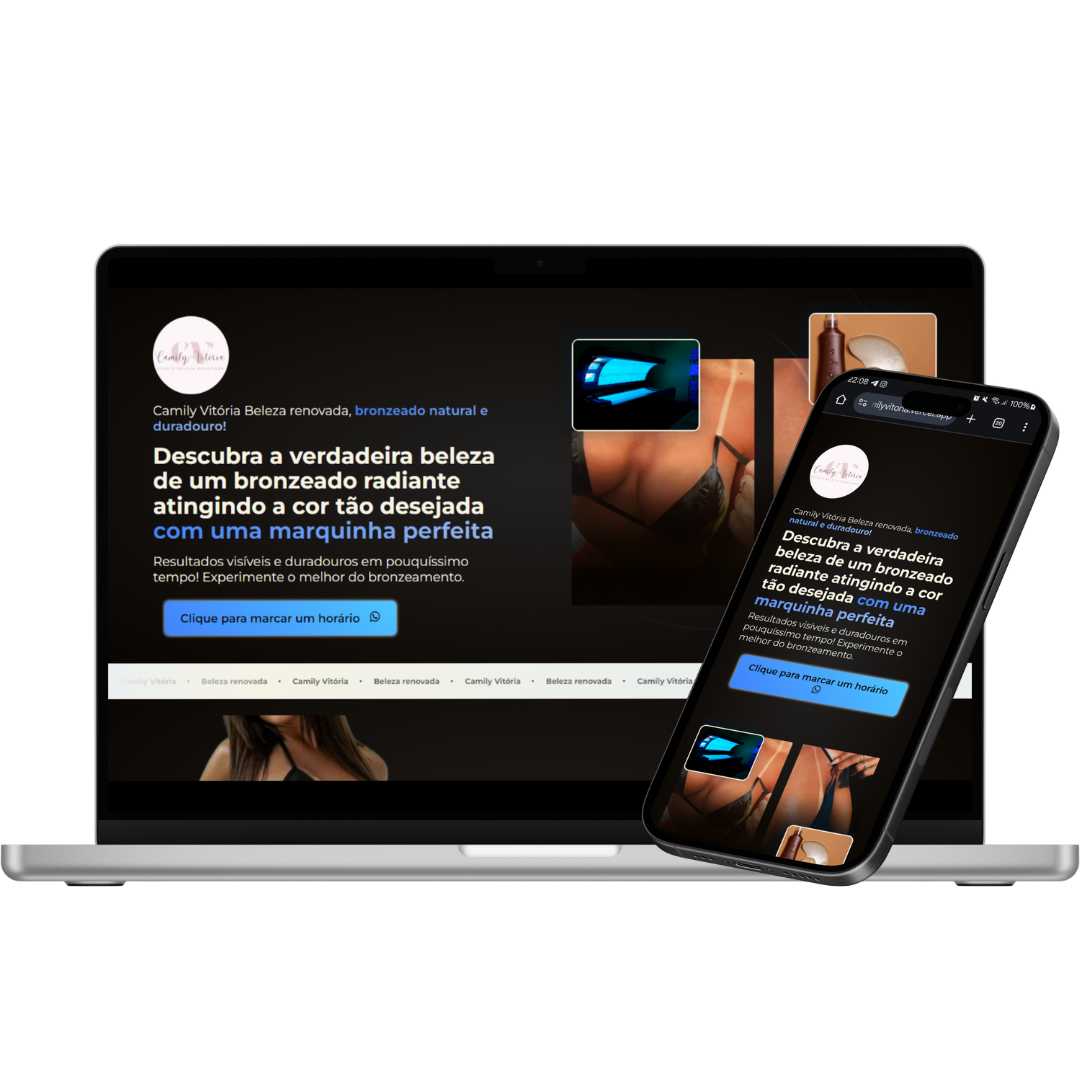 Camily Vitória
STUDIO BELEZA RENOVADA
Camily Vitória Beleza renovada, bronzeado natural e
duradouro!
Descubra a verdadeira beleza
de um bronzeado radiante
atingindo a cor tão desejada
com uma marquinha perfeita
Resultados visíveis e duradouros em pouquíssimo
tempo! Experimente o melhor do bronzeamento.
Clique para marcar um horário
Camily Vitória • Beleza renovada • Camily Vitória • Beleza renovada • Camily Vitória • Beleza renovada • Camily Vitória
22:08 100%
milyvitoria.vercel.app
Camily Vitória
Camily Vitória Beleza renovada, bronzeado
natural e duradouro!
Descubra a verdadeira
beleza de um bronzeado
radiante atingindo a cor
tão desejada com uma
marquinha perfeita
Resultados visíveis e duradouros em
pouquíssimo tempo! Experimente o
melhor do bronzeamento.
Clique para marcar um horário